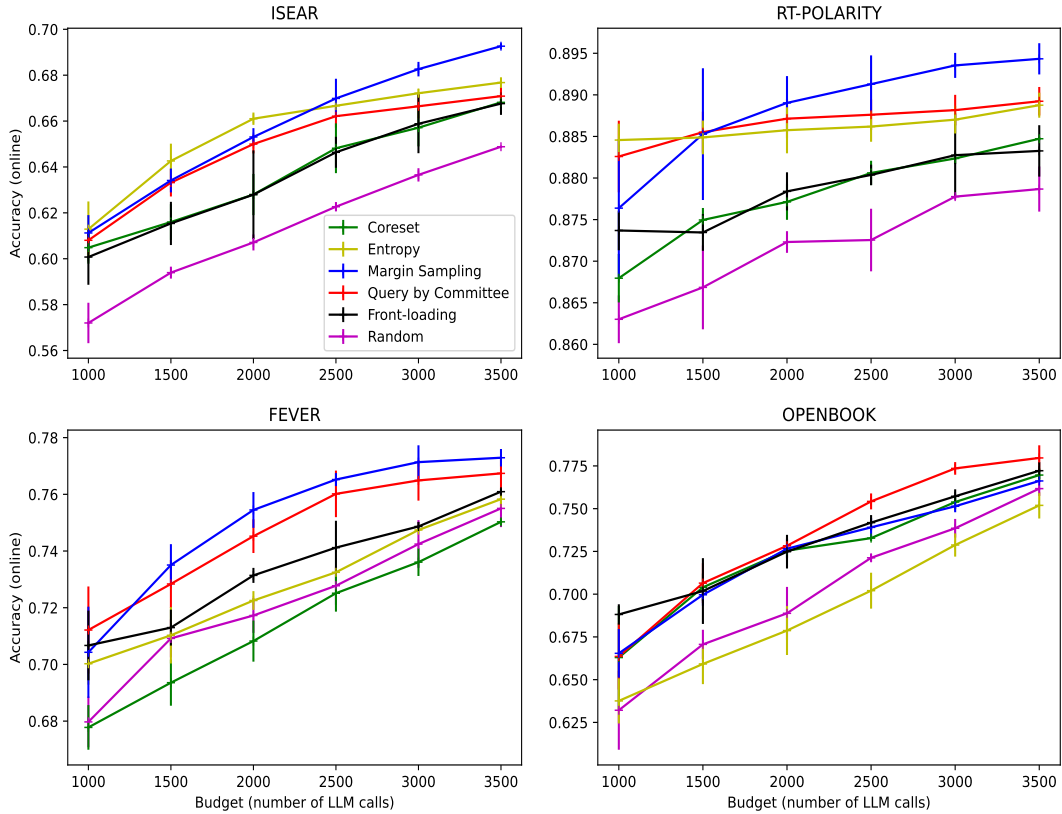 ISEAR
RT-POLARITY
Accuracy (online)
0.70
0.68
0.66
0.64
0.62
0.60
0.58
0.56
1000 1500 2000 2500 3000 3500
Coreset
Entropy
Margin Sampling
Query by Committee
Front-loading
Random
0.895
0.890
0.885
0.880
0.875
0.870
0.865
0.860
1000 1500 2000 2500 3000 3500
FEVER
OPENBOOK
Accuracy (online)
0.78
0.76
0.74
0.72
0.70
0.68
1000 1500 2000 2500 3000 3500
Budget (number of LLM calls)
0.775
0.750
0.725
0.700
0.675
0.650
0.625
1000 1500 2000 2500 3000 3500
Budget (number of LLM calls)